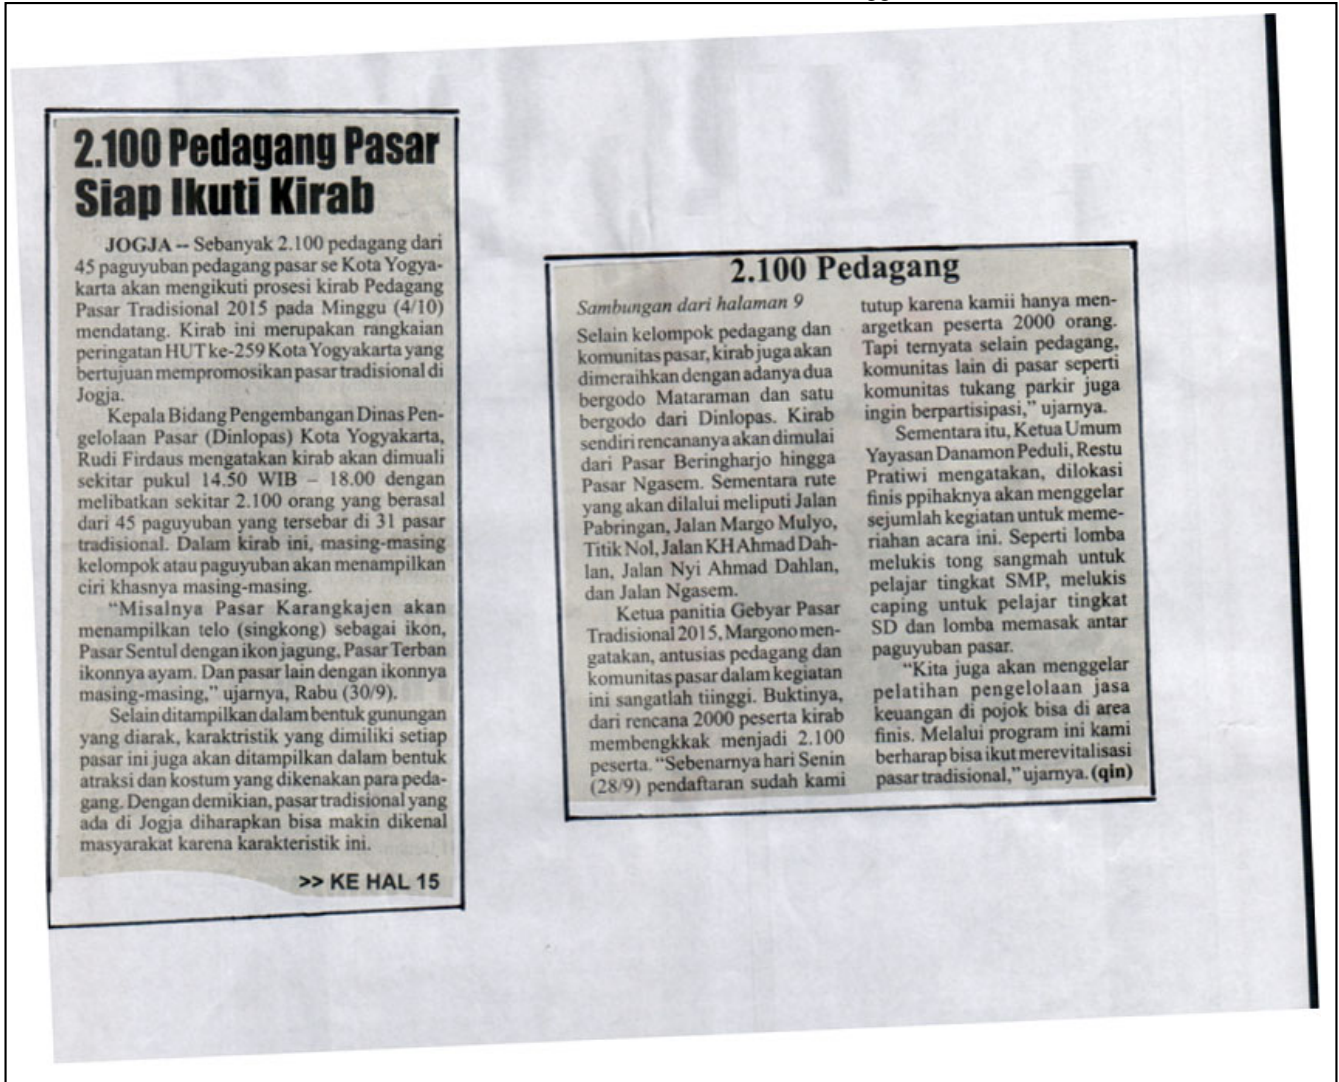 2.100 Pedagang Pasar
Siap Ikuti Kirab
JOGJA – Sebanyak 2.100 pedagang dari
45 paguyuban pedagang pasar se Kota Yogya-
karta akan mengikuti prosesi kirab Pedagang
Pasar Tradisional 2015 pada Minggu (4/10)
mendatang. Kirab ini merupakan rangkaian
peringatan HUT ke-259 Kota Yogyakarta yang
bertujuan mempromosikan pasar tradisional di
Jogja.
Kepala Bidang Pengembangan Dinas Pen-
gelolaan Pasar (Dinlopas) Kota Yogyakarta,
Rudi Firdaus mengatakan kirab akan dimuali
sekitar pukul 14.50 WIB – 18.00 dengan
melibatkan sekitar 2.100 orang yang berasal
dari 45 paguyuban yang tersebar di 31 pasar
tradisional. Dalam kirab ini, masing-masing
kelompok atau paguyuban akan menampilkan
ciri khasnya masing-masing.
“Misalnya Pasar Karangkajen akan
menampilkan telo (singkong) sebagai ikon,
Pasar Sentul dengan ikon jagung, Pasar Terban
ikonnya ayam. Dan pasar lain dengan ikonnya
masing-masing,” ujarnya, Rabu (30/9).
Selain ditampilkan dalam bentuk gunungan
yang diarak, karaktristik yang dimiliki setiap
pasar ini juga akan ditampilkan dalam bentuk
atraksi dan kostum yang dikenakan para peda-
gang. Dengan demikian, pasar tradisional yang
ada di Jogja diharapkan bisa makin dikenal
masyarakat karena karakteristik ini.
>> KE HAL 15
2.100 Pedagang
Sambungan dari halaman 9
Selain kelompok pedagang dan
komunitas pasar, kirab juga akan
dimeraihkan dengan adanya dua
bergodo Mataraman dan satu
bergodo dari Dinlopas. Kirab
sendiri rencananya akan dimulai
dari Pasar Beringharjo hingga
Pasar Ngasem. Sementara rute
yang akan dilalui meliputi Jalan
Pabringan, Jalan Margo Mulyo,
Titik Nol, Jalan KH Ahmad Dah-
lan, Jalan Nyi Ahmad Dahlan,
dan Jalan Ngasem.
Ketua panitia Gebyar Pasar
Tradisional 2015, Margono men-
gatakan, antusias pedagang dan
komunitas pasar dalam kegiatan
ini sangatlah tiinggi. Buktinya,
dari rencana 2000 peserta kirab
membengkkak menjadi 2.100
peserta. “Sebenarnya hari Senin
(28/9) pendaftaran sudah kami
tutup karena kamii hanya men-
argetkan peserta 2000 orang.
Tapi ternyata selain pedagang,
komunitas lain di pasar seperti
komunitas tukang parkir juga
ingin berpartisipasi,” ujarnya.
Sementara itu, Ketua Umum
Yayasan Danamon Peduli, Restu
Pratiwi mengatakan, dilokasi
finis ppihaknya akan menggelar
sejumlah kegiatan untuk meme-
riahan acara ini. Seperti lomba
melukis tong sangmah untuk
pelajar tingkat SMP, melukis
caping untuk pelajar tingkat
SD dan lomba memasak antar
paguyuban pasar.
“Kita juga akan menggelar
pelatihan pengelolaan jasa
keuangan di pojok bisa di area
finis. Melalui program ini kami
berharap bisa ikut merevitalisasi
pasar tradisional,” ujarnya. (qin)